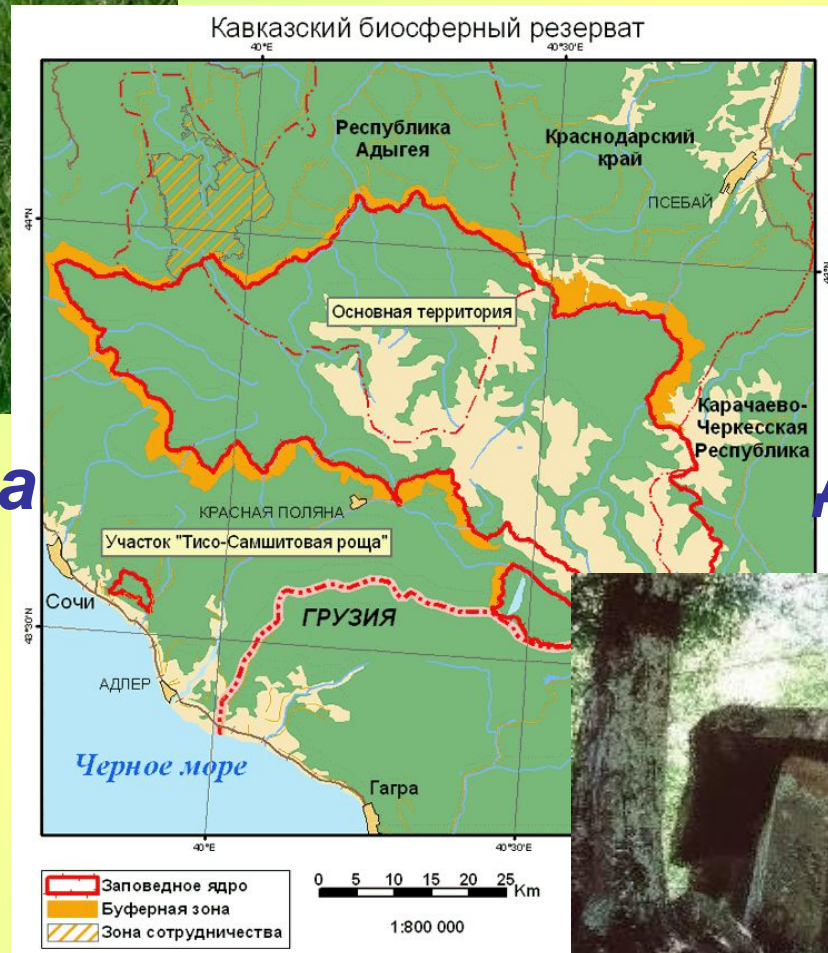 Кавказский биосферный резерват
40°E
40°30'E
Республика
Адыгея
Краснодарский
край
ПСЕБАЙ
44°N
44°N
Основная территория
Карачаево-
Черкесская
Республика
а
КРАСНАЯ ПОЛЯНА
Участок "Тисо-Самшитовая роща"
Сочи
ГРУЗИЯ
43°30'N
АДЛЕР
Черное море
Гагра
40°E
40°30'E
Заповедное ядро
Буферная зона
Зона сотрудничества
0 5 10 15 20 25 Km
1:800 000